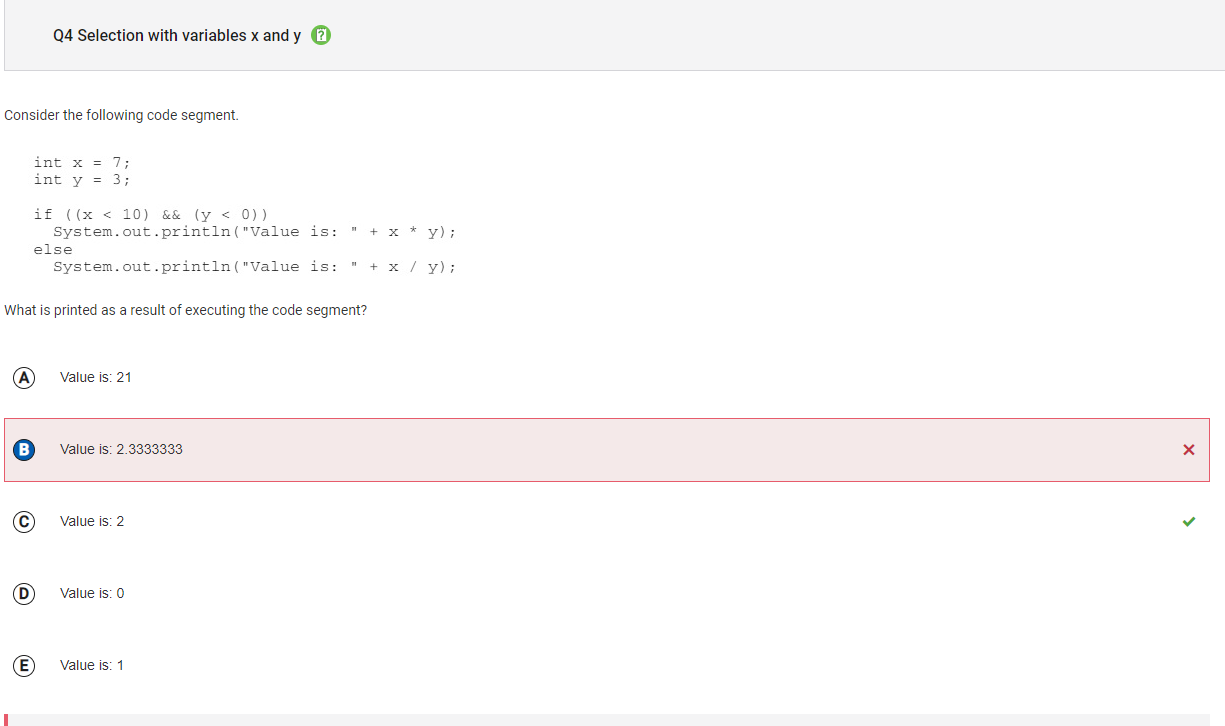 Q4 Selection with variables x and y
Consider the following code segment.
int x = 7;
int y = 3;
if ((x < 10) && (y < 0))
System.out.println("Value is: " + x * y);
else
System.out.println("Value is: " + x / y);
What is printed as a result of executing the code segment?
A Value is: 21
B Value is: 2.3333333
C Value is: 2
D Value is: 0
E Value is: 1